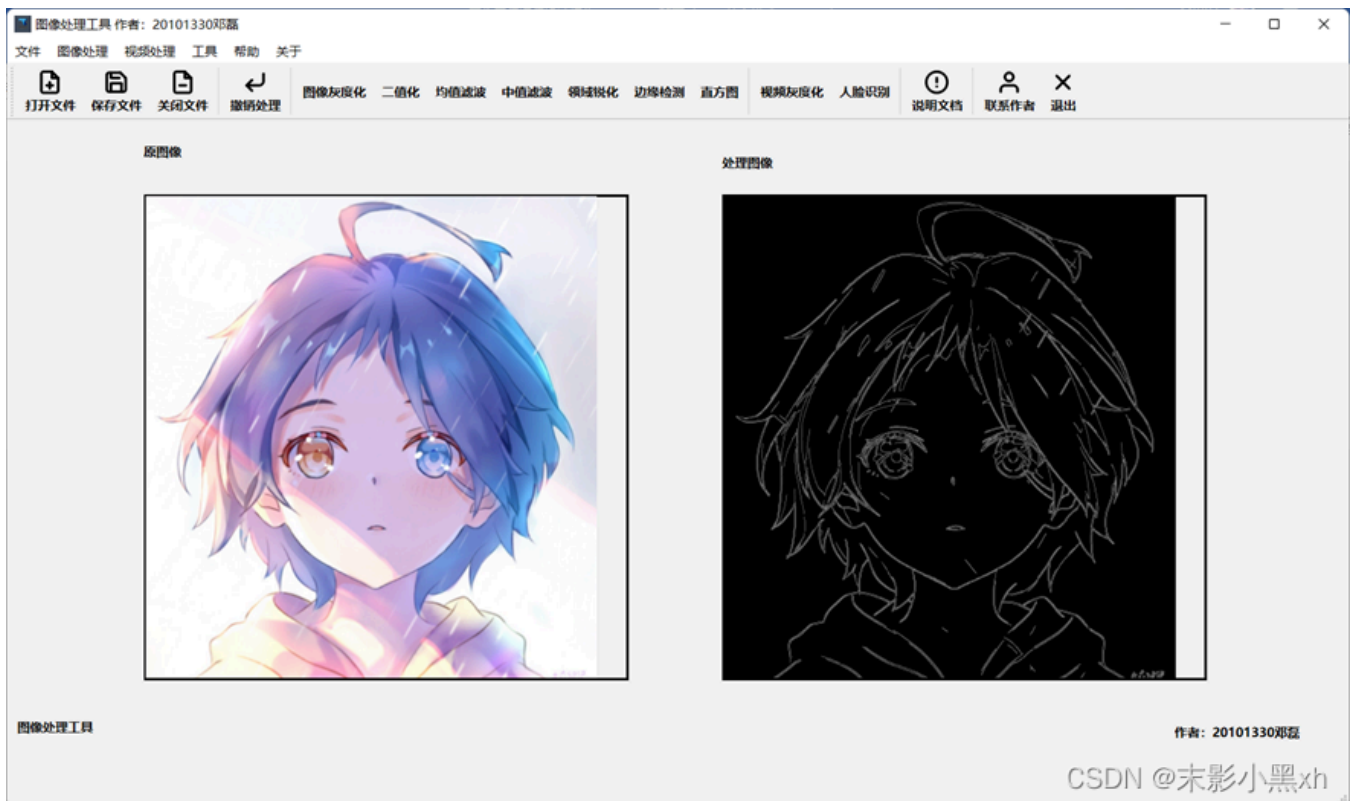 图像处理工具 作者：20101330邓磊
文件 图像处理 视频处理 工具 帮助 关于
打开文件 保存文件 关闭文件 撤销处理 图像灰度化 二值化 均值滤波 中值滤波 领域锐化 边缘检测 直方图 视频灰度化 人脸识别 说明文档 联系作者 退出
原图像
处理图像
图像处理工具
作者：20101330邓磊
CSDN @末影小黑xh